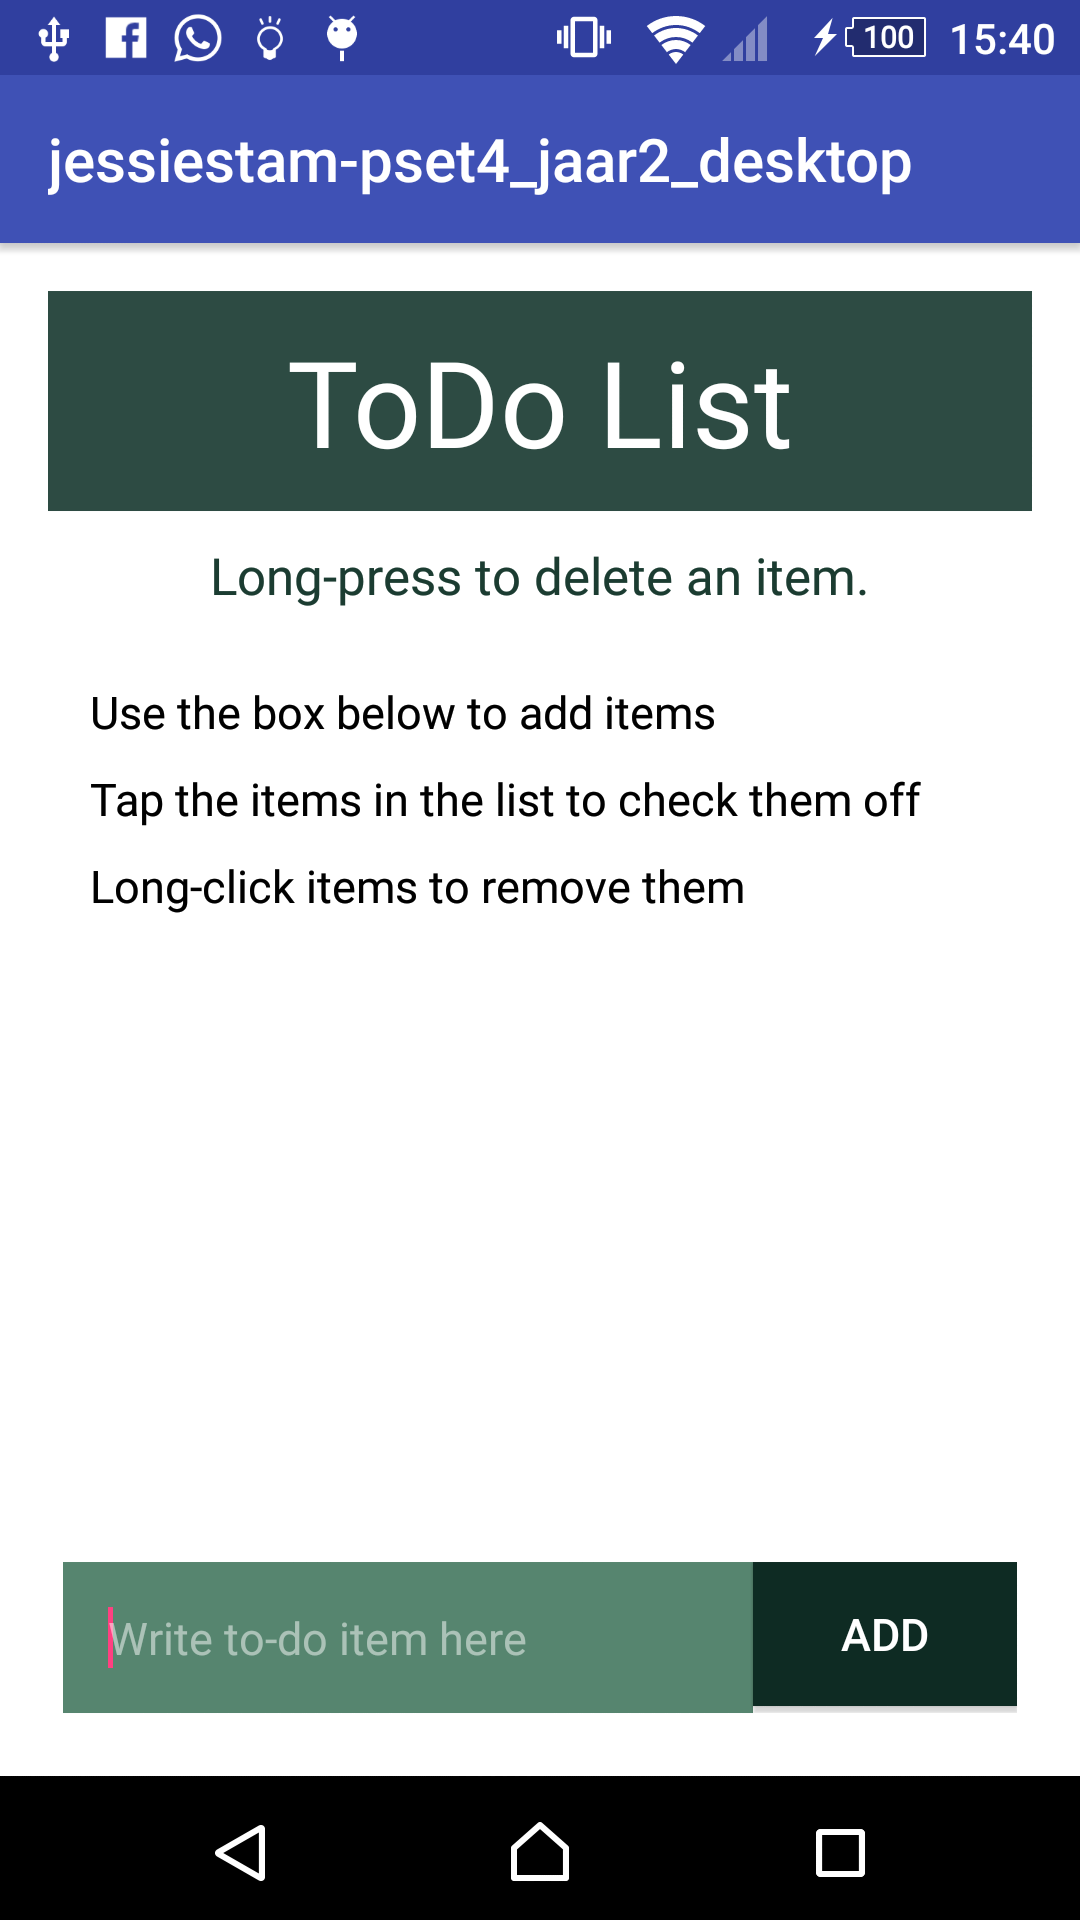 100 15:40
jessiestam-pset4_jaar2_desktop
ToDo List
Long-press to delete an item.
Use the box below to add items
Tap the items in the list to check them off
Long-click items to remove them
Write to-do item here
ADD